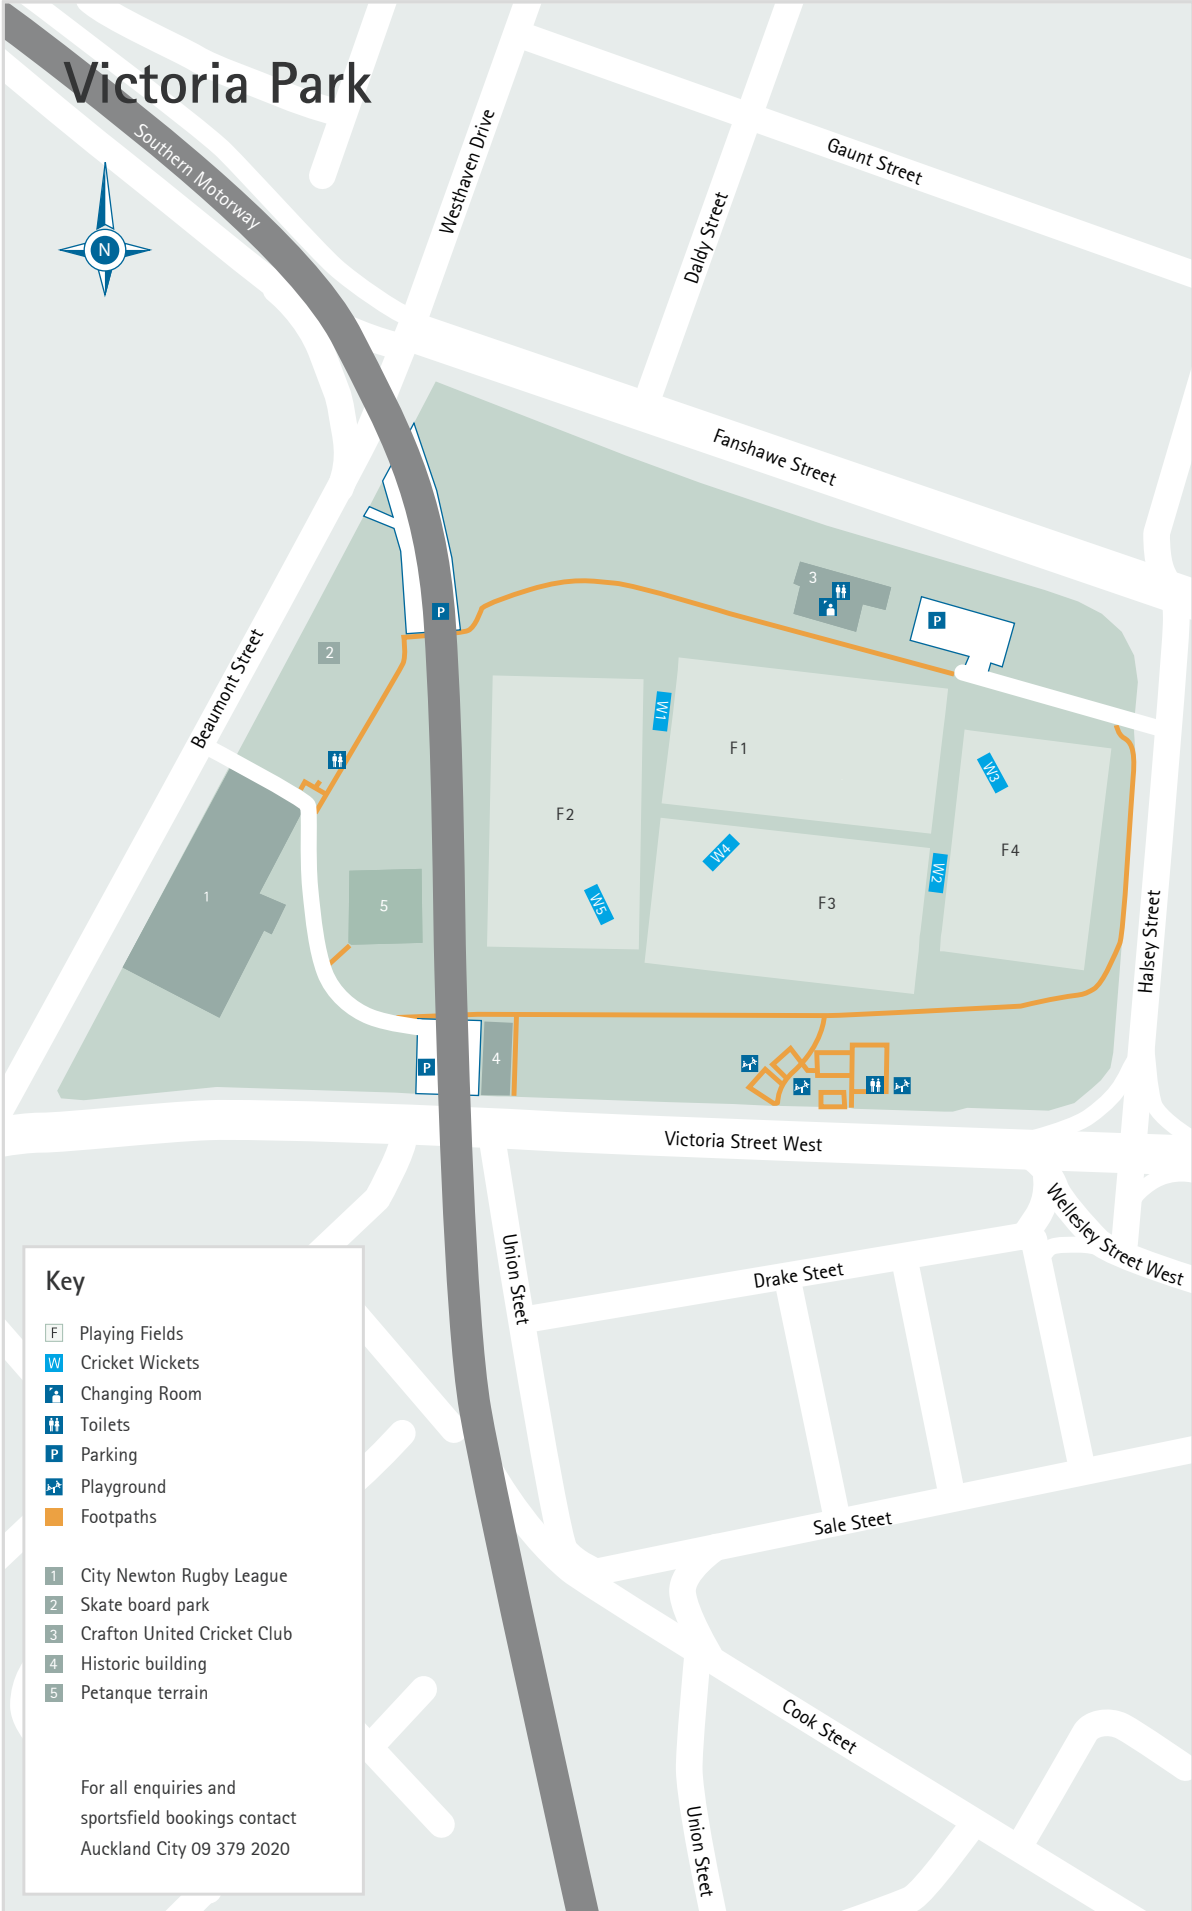 Victoria Park
Southern Motorway
N
Westhaven Drive
Daldy Street
Gaunt Street
Fanshawe Street
Beaumont Street
Halsey Street
3
P
P
2
W1
F1
W3
F2
W4
F4
W2
F3
W5
1
5
4
P
Victoria Street West
Wellesley Street West
Union Steet
Drake Steet
Sale Steet
Cook Steet
Union Steet
Key
F Playing Fields
W Cricket Wickets
Changing Room
Toilets
P Parking
Playground
Footpaths
1 City Newton Rugby League
2 Skate board park
3 Crafton United Cricket Club
4 Historic building
5 Petanque terrain
For all enquiries and
sportsfield bookings contact
Auckland City 09 379 2020